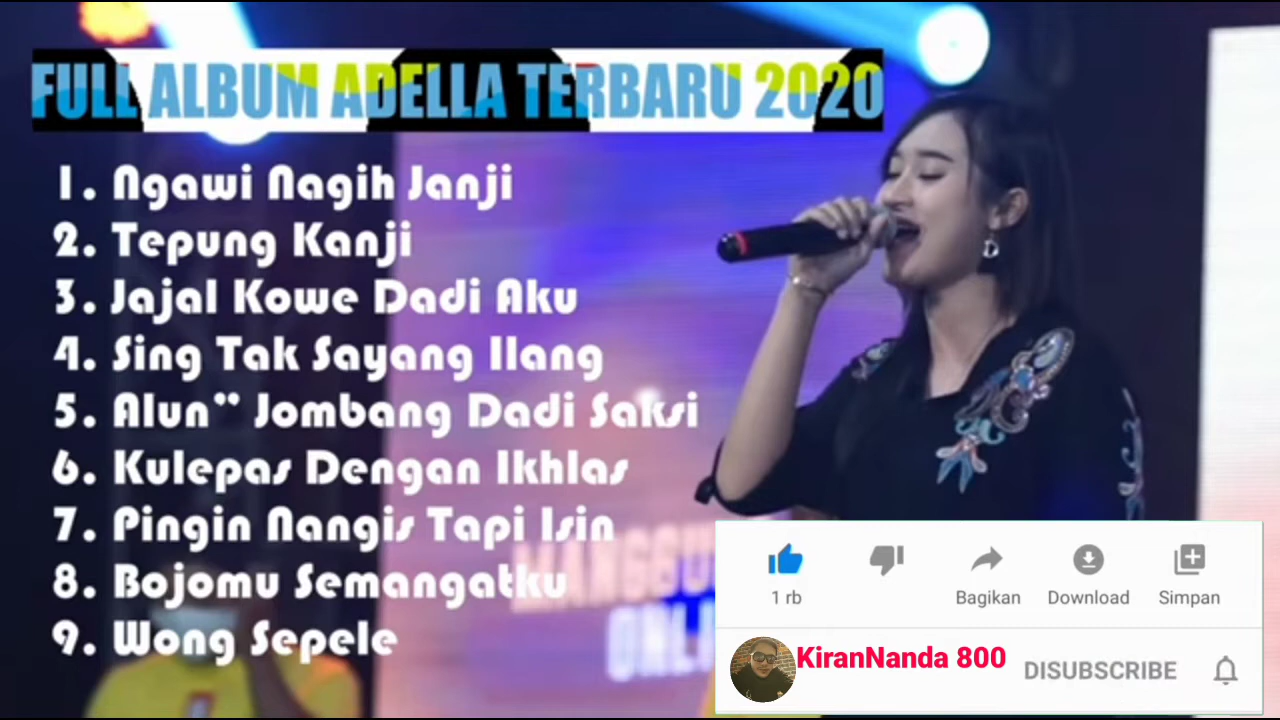 FULL ALBUM ADELLA TERBARU 2020
1. Ngawi Nagih Janji
2. Tepung Kanji
3. Jajal Kowe Dadi Aku
4. Sing Tak Sayang Ilang
5. Alun" Jombang Dadi Saksi
6. Kulepas Dengan Ikhlas
7. Pingin Nangis Tapi Isin
8. Bojomu Semangatku
9. Wong Sepele
1 rb
Bagikan
Download
Simpan
KiranNanda 800
DISUBSCRIBE